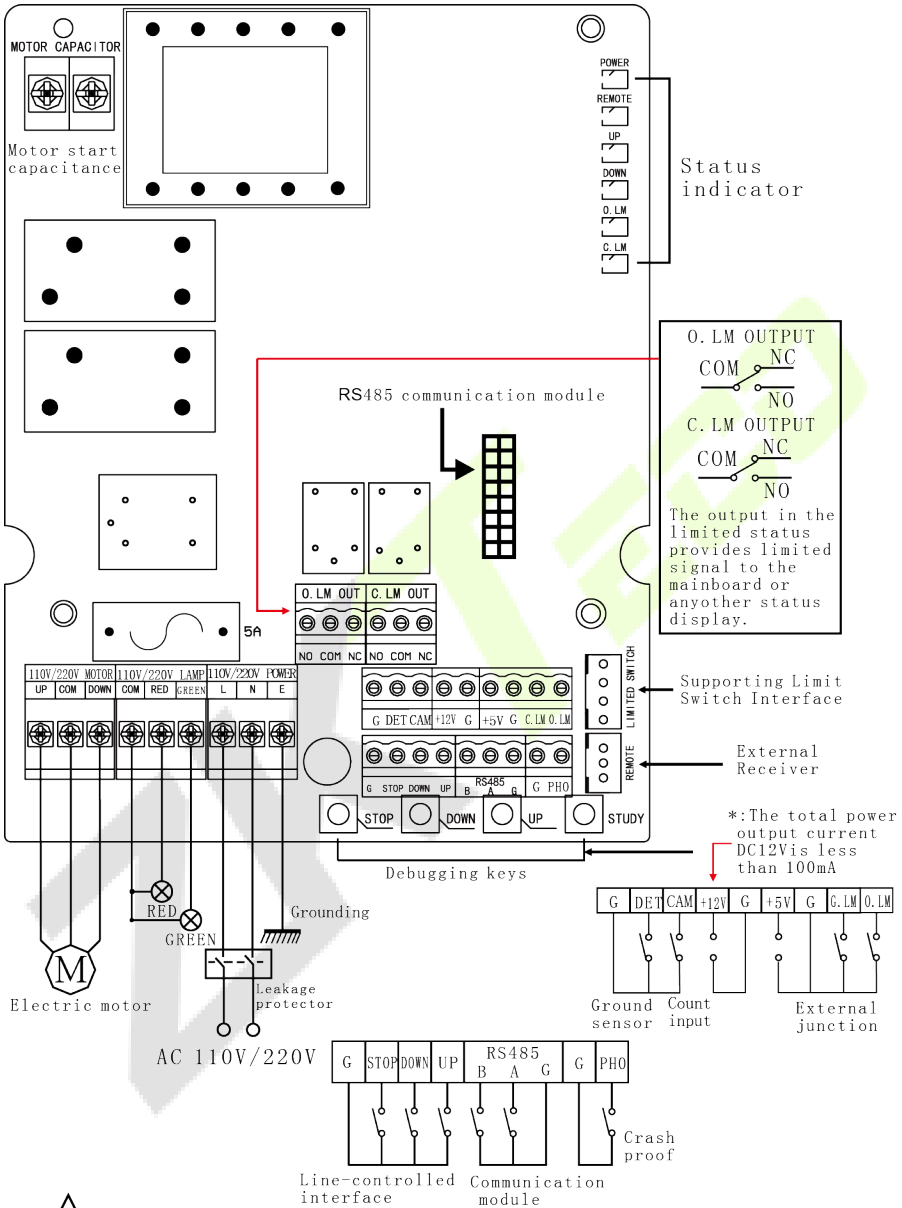 MOTOR CAPACITOR
Motor start
capacitance
POWER
REMOTE
UP
DOWN
O.LM
C.LM
Status
indicator
O.LM OUTPUT
COM NC
NO
C.LM OUTPUT
COM NC
NO
The output in the
limited status
provides limited
signal to the
mainboard or
anyother status
display.
RS485 communication module
5A
O.LM OUT C.LM OUT
NO COM NC NO COM NC
110V/220V MOTOR 110V/220V LAMP 110V/220V POWER
UP COM DOWN COM RED GREEN L N E
G DET CAM +12V G +5V G C.LM O.LM
G STOP DOWN UP RS485 B A G G PHO
LIMITED SWITCH
REMOTE
Supporting Limit
Switch Interface
External
Receiver
STOP DOWN UP STUDY
Debugging keys
*:The total power
output current
DC12Vis less
than 100mA
G DET CAM +12V G +5V G G.LM O.LM
Ground
sensor
Count
input
External
junction
RED
GREEN
Grounding
M
Electric motor
Leakage
protector
AC 110V/220V
G STOP DOWN UP RS485 B A G G PHO
Crash
proof
Line-controlled
interface
Communication
module
ZKTECO